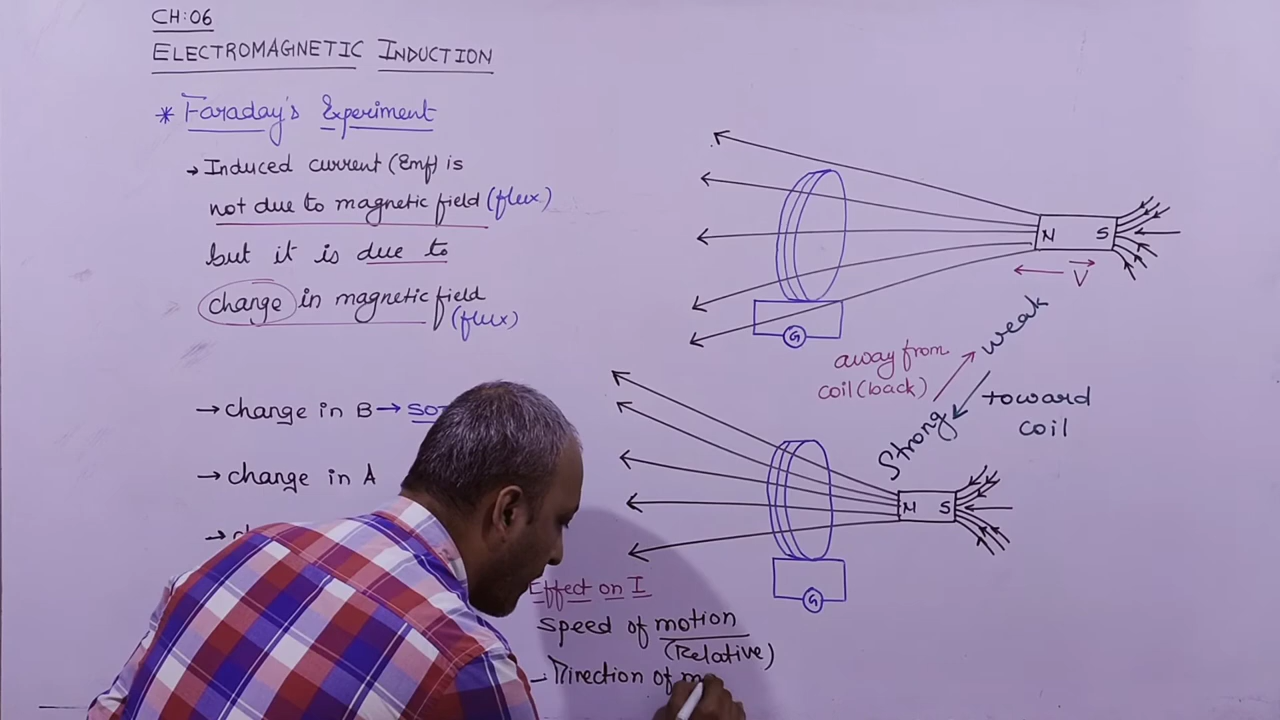 CH:06
ELECTROMAGNETIC INDUCTION
* Faraday's Experiment
→ Induced current (Emf) is
not due to magnetic field (flux)
but it is due to
change in magnetic field
(flux)
→ change in B →
→ change in A
→
N S
V
G
weak
away from
coil (back)
toward
coil
Strong
N S
G
Effect on I
Speed of motion
(Relative)
- Direction of